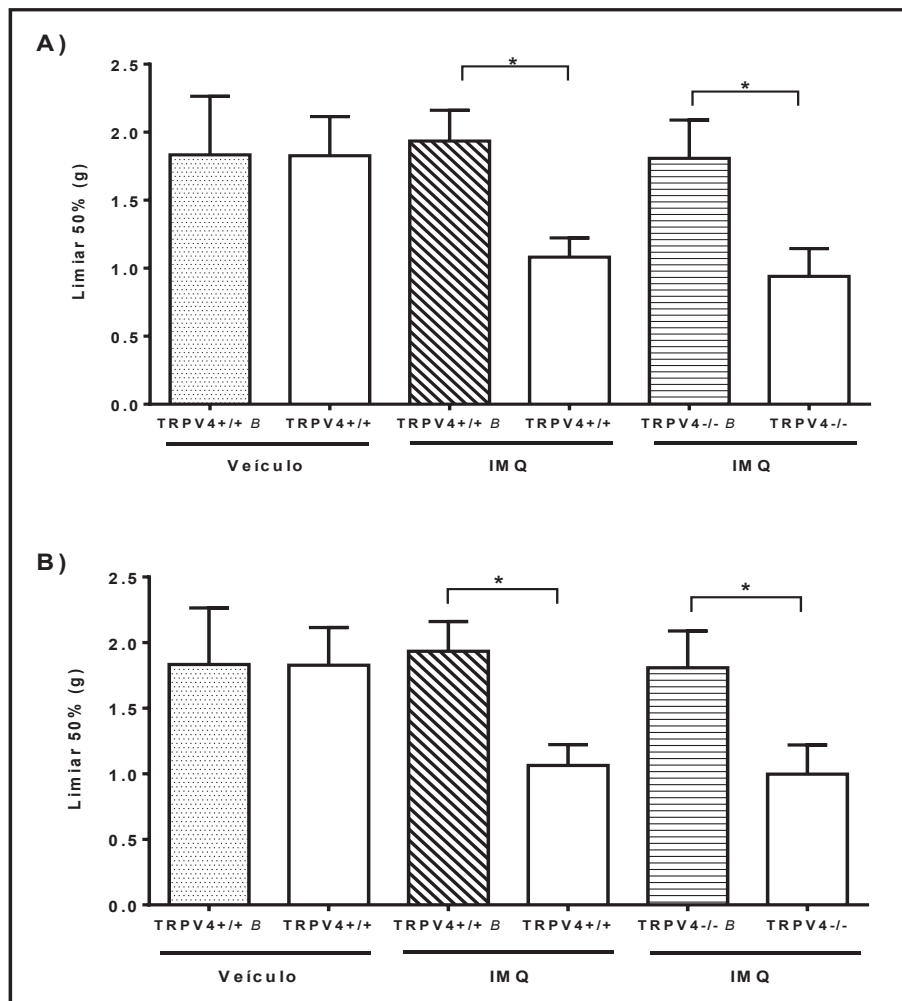 A)
Limiar 50% (g)
2.5
2.0
1.5
1.0
0.5
0.0
*
*
TRPV4+/+ B TRPV4+/+ TRPV4+/+ B TRPV4+/+ TRPV4-/- B TRPV4-/-
Veículo IMQ IMQ
B)
Limiar 50% (g)
2.5
2.0
1.5
1.0
0.5
0.0
*
*
TRPV4+/+ B TRPV4+/+ TRPV4+/+ B TRPV4+/+ TRPV4-/- B TRPV4-/-
Veículo IMQ IMQ